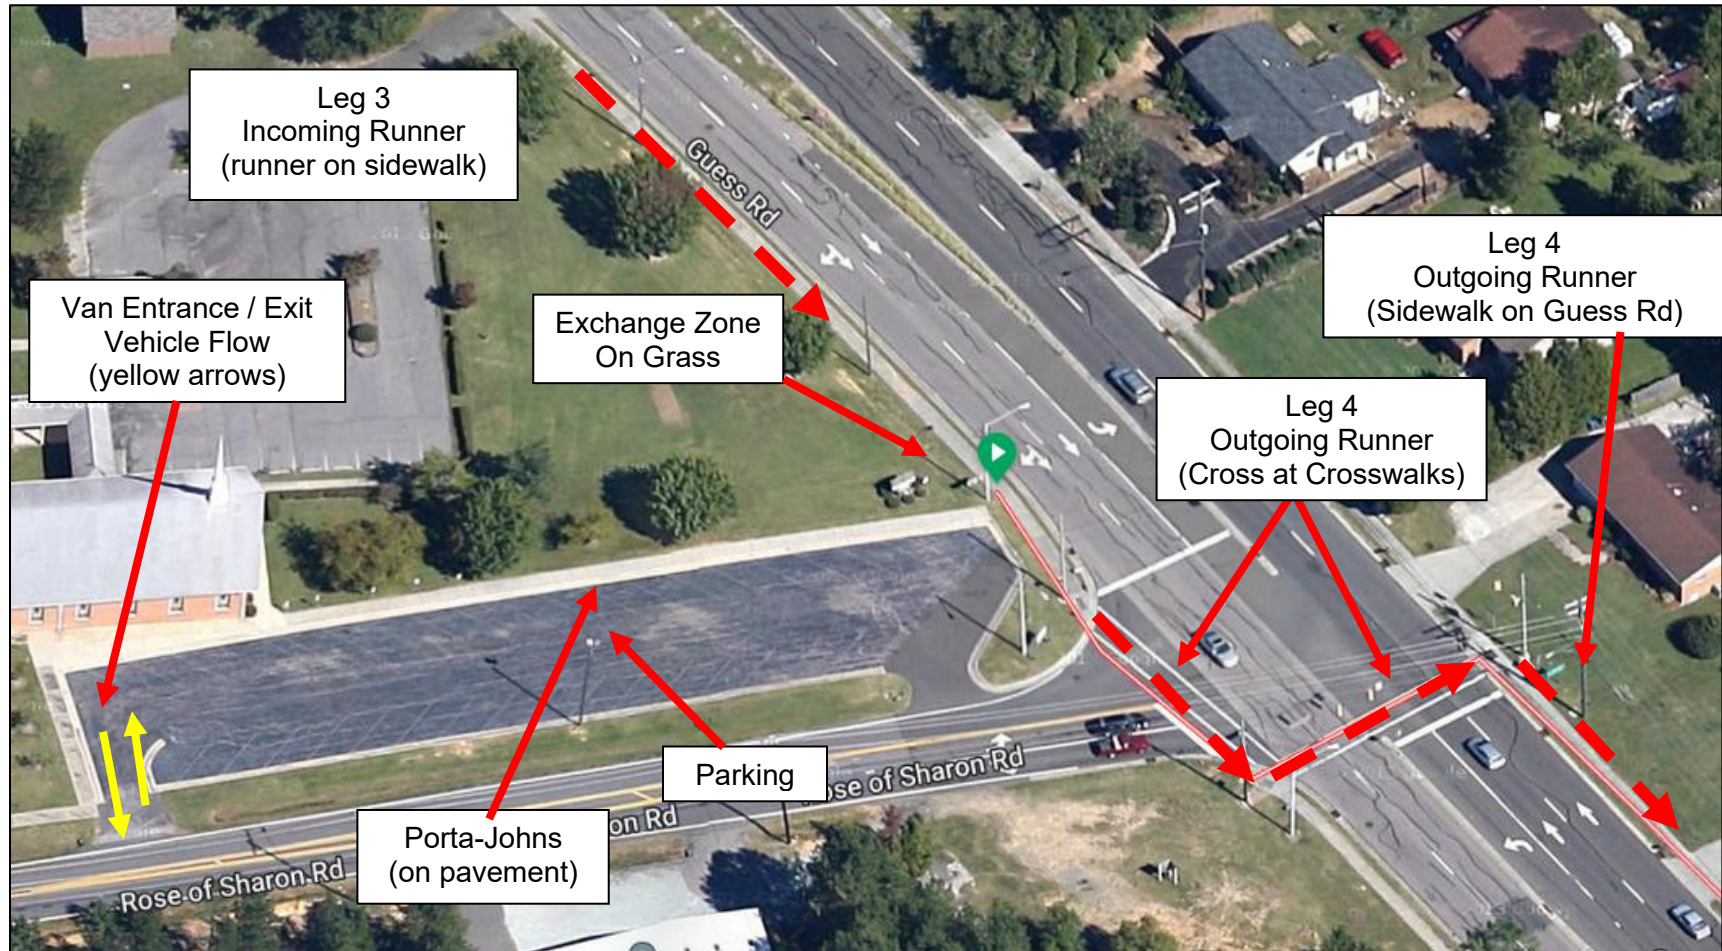 Leg 3
Incoming Runner
(runner on sidewalk)
Guess Rd
Leg 4
Outgoing Runner
(Sidewalk on Guess Rd)
Van Entrance / Exit
Vehicle Flow
(yellow arrows)
Exchange Zone
On Grass
Leg 4
Outgoing Runner
(Cross at Crosswalks)
Parking
Rose of Sharon Rd
Porta-Johns
(on pavement)
on Rd
Rose of Sharon Rd